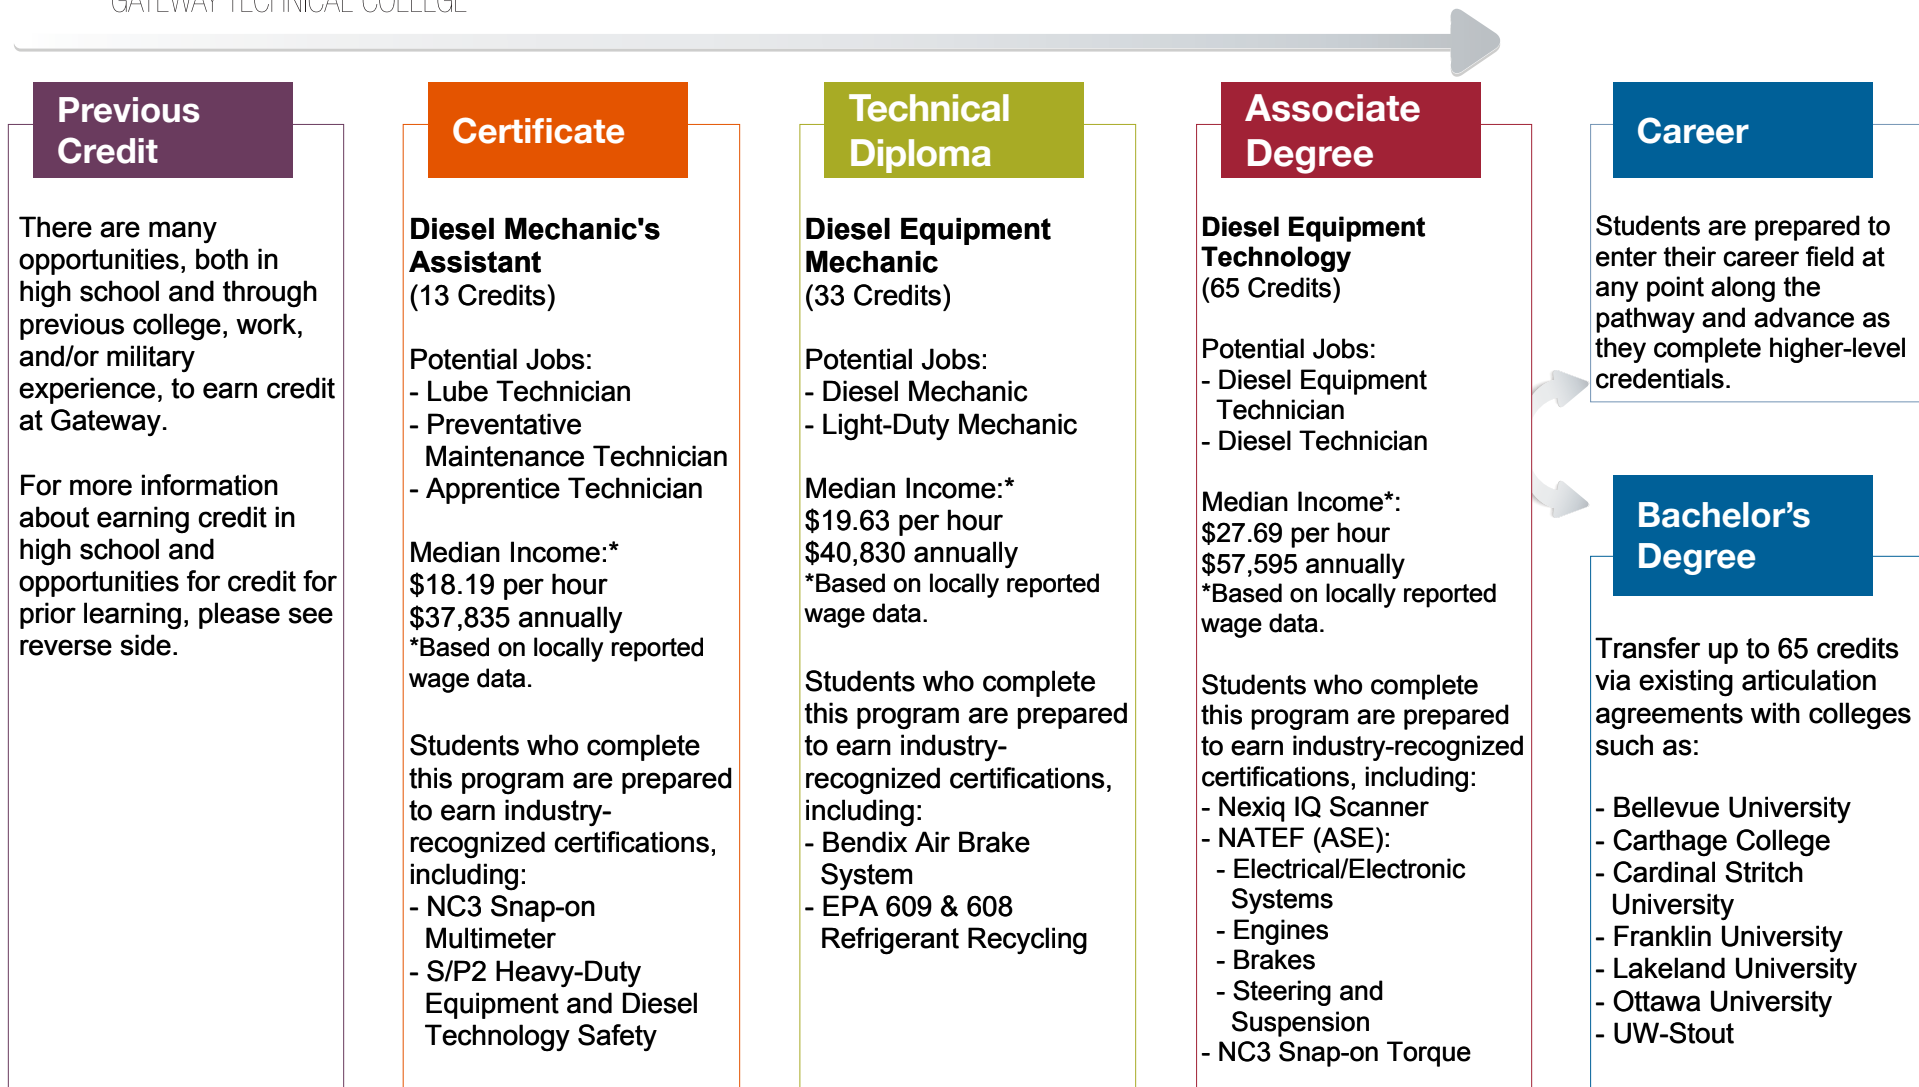 GATEWAY TECHNICAL COLLEGE
Previous
Credit
There are many
opportunities, both in
high school and through
previous college, work,
and/or military
experience, to earn credit
at Gateway.
For more information
about earning credit in
high school and
opportunities for credit for
prior learning, please see
reverse side.
Certificate
Diesel Mechanic's
Assistant
(13 Credits)
Potential Jobs:
- Lube Technician
- Preventative
Maintenance Technician
- Apprentice Technician
Median Income:*
$18.19 per hour
$37,835 annually
*Based on locally reported
wage data.
Students who complete
this program are prepared
to earn industry-
recognized certifications,
including:
- NC3 Snap-on
Multimeter
- S/P2 Heavy-Duty
Equipment and Diesel
Technology Safety
Technical
Diploma
Diesel Equipment
Mechanic
(33 Credits)
Potential Jobs:
- Diesel Mechanic
- Light-Duty Mechanic
Median Income:*
$19.63 per hour
$40,830 annually
*Based on locally reported
wage data.
Students who complete
this program are prepared
to earn industry-
recognized certifications,
including:
- Bendix Air Brake
System
- EPA 609 & 608
Refrigerant Recycling
Associate
Degree
Diesel Equipment
Technology
(65 Credits)
Potential Jobs:
- Diesel Equipment
Technician
- Diesel Technician
Median Income*:
$27.69 per hour
$57,595 annually
*Based on locally reported
wage data.
Students who complete
this program are prepared
to earn industry-recognized
certifications, including:
- Nexiq IQ Scanner
- NATEF (ASE):
- Electrical/Electronic
Systems
- Engines
- Brakes
- Steering and
Suspension
- NC3 Snap-on Torque
Career
Students are prepared to
enter their career field at
any point along the
pathway and advance as
they complete higher-level
credentials.
Bachelor's
Degree
Transfer up to 65 credits
via existing articulation
agreements with colleges
such as:
- Bellevue University
- Carthage College
- Cardinal Stritch
University
- Franklin University
- Lakeland University
- Ottawa University
- UW-Stout